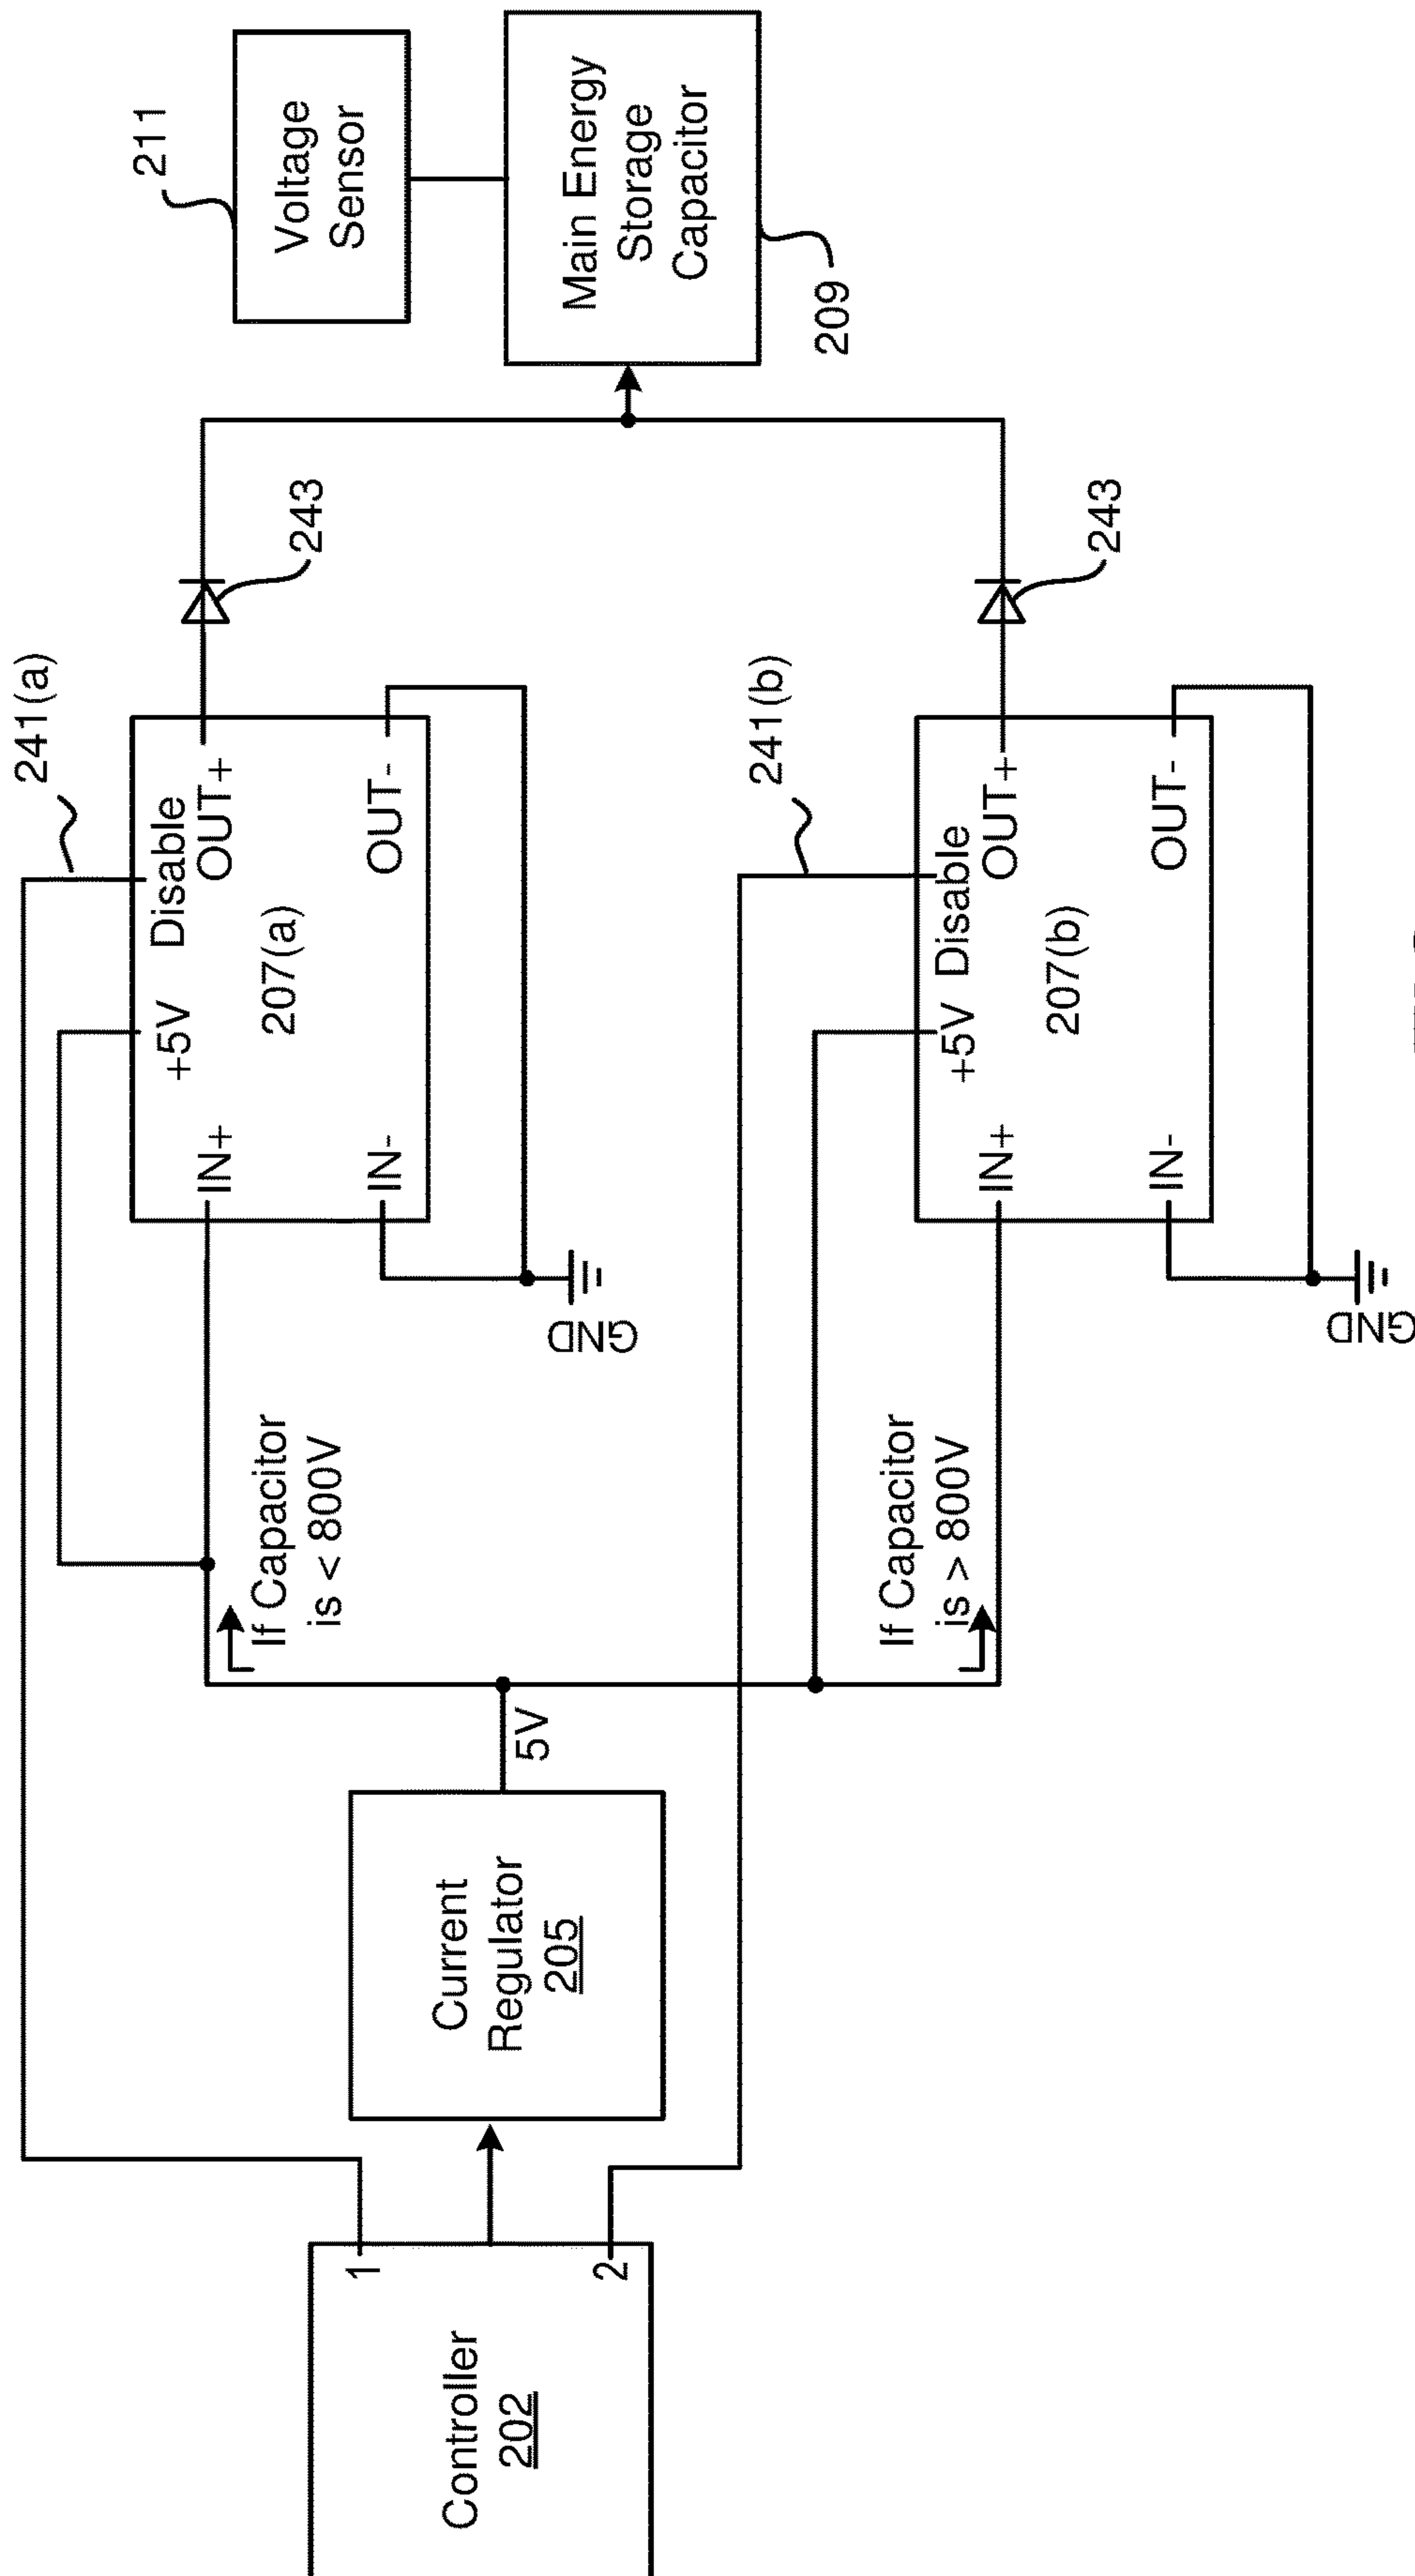 Controller
202
1
2
Current
Regulator
205
5V
If Capacitor
is < 800V
If Capacitor
is > 800V
241(a)
+5V
Disable
IN+
OUT+
207(a)
IN-
OUT-
GND
243
241(b)
+5V
Disable
IN+
OUT+
207(b)
IN-
OUT-
GND
243
211
Voltage
Sensor
Main Energy
Storage
Capacitor
209